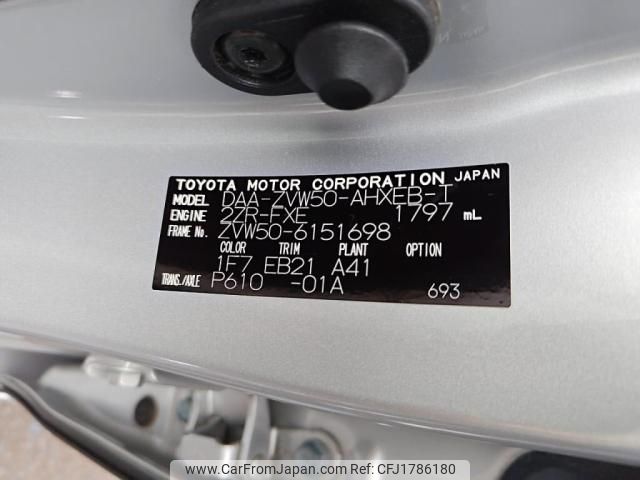 TOYOTA MOTOR CORPORATION JAPAN
MODEL DAA-ZVW50-AHXEB-T
ENGINE 2ZR-FXE 1797 mL
FRAME No. ZVW50-6151698
COLOR TRIM PLANT OPTION
1F7 EB21 A41
TRANS./AXLE P610 -01A 693
www.CarFromJapan.com | CarFromJapan | CFJ1786180